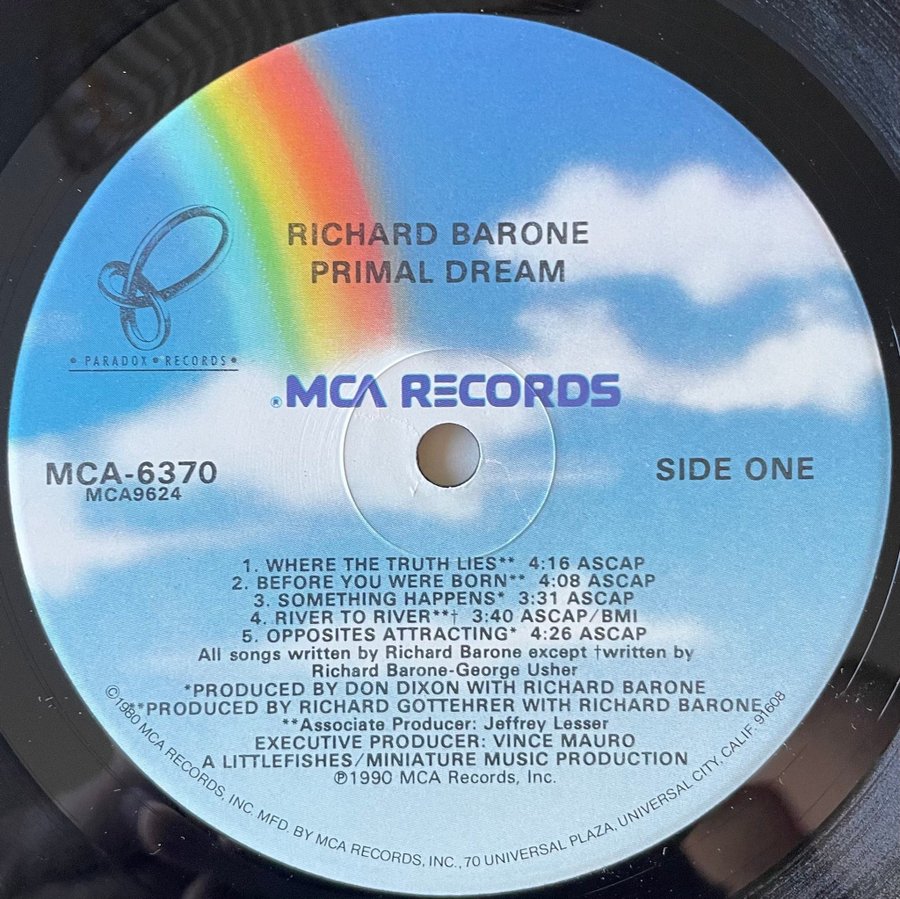 RICHARD BARONE
PRIMAL DREAM
• PARADOX • RECORDS •
®MCA RECORDS
MCA-6370
MCA9624
SIDE ONE
1. WHERE THE TRUTH LIES** 4:16 ASCAP
2. BEFORE YOU WERE BORN** 4:08 ASCAP
3. SOMETHING HAPPENS* 3:31 ASCAP
4. RIVER TO RIVER**† 3:40 ASCAP/BMI
5. OPPOSITES ATTRACTING* 4:26 ASCAP
All songs written by Richard Barone except †written by
Richard Barone-George Usher
*PRODUCED BY DON DIXON WITH RICHARD BARONE
**PRODUCED BY RICHARD GOTTEHRER WITH RICHARD BARONE
**Associate Producer: Jeffrey Lesser
EXECUTIVE PRODUCER: VINCE MAURO
A LITTLEFISHES/MINIATURE MUSIC PRODUCTION
℗1990 MCA Records, Inc.
©1980 MCA RECORDS, INC. MFD. BY MCA RECORDS, INC., 70 UNIVERSAL PLAZA, UNIVERSAL CITY, CALIF. 91608